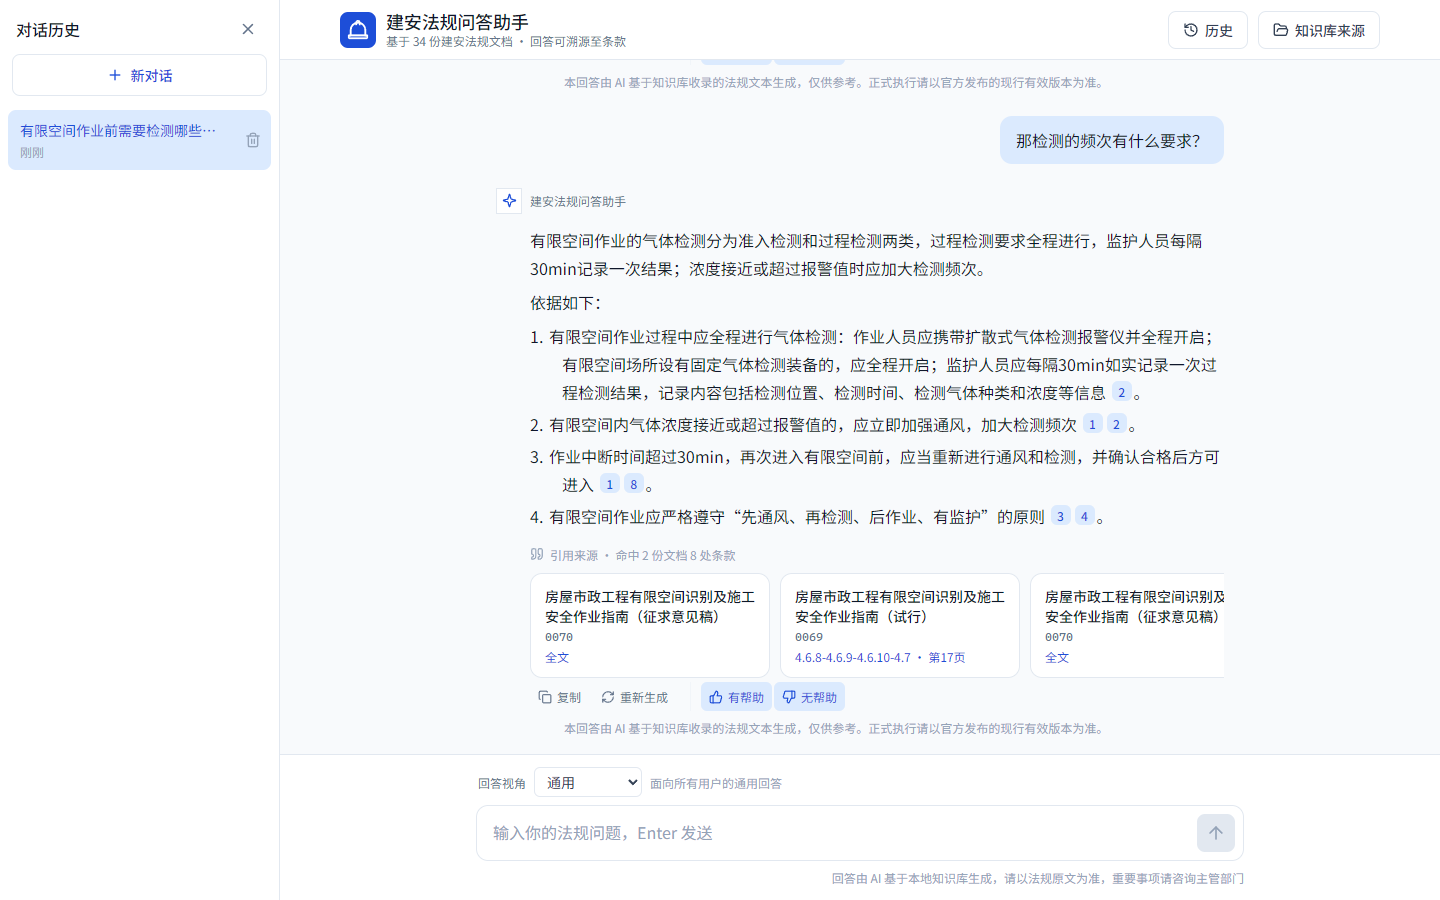 对话历史
新对话
有限空间作业前需要检测哪些…
刚刚
建安法规问答助手
基于 34 份建安法规文档 · 回答可溯源至条款
历史
知识库来源
本回答由 AI 基于知识库收录的法规文本生成，仅供参考。正式执行请以官方发布的现行有效版本为准。
那检测的频次有什么要求？
建安法规问答助手
有限空间作业的气体检测分为准入检测和过程检测两类，过程检测要求全程进行，监护人员每隔
30min记录一次结果；浓度接近或超过报警值时应加大检测频次。
依据如下：
1. 有限空间作业过程中应全程进行气体检测：作业人员应携带扩散式气体检测报警仪并全程开启；
有限空间场所设有固定气体检测装备的，应全程开启；监护人员应每隔30min如实记录一次过
程检测结果，记录内容包括检测位置、检测时间、检测气体种类和浓度等信息 2 。
2. 有限空间内气体浓度接近或超过报警值的，应立即加强通风，加大检测频次 1 2 。
3. 作业中断时间超过30min，再次进入有限空间前，应当重新进行通风和检测，并确认合格后方可
进入 1 8 。
4. 有限空间作业应严格遵守“先通风、再检测、后作业、有监护”的原则 3 4 。
引用来源 · 命中 2 份文档 8 处条款
房屋市政工程有限空间识别及施工
安全作业指南（征求意见稿）
0070
全文
房屋市政工程有限空间识别及施工
安全作业指南（试行）
0069
4.6.8-4.6.9-4.6.10-4.7 · 第17页
房屋市政工程有限空间识别及
安全作业指南（征求意见稿）
0070
全文
复制
重新生成
有帮助
无帮助
本回答由 AI 基于知识库收录的法规文本生成，仅供参考。正式执行请以官方发布的现行有效版本为准。
回答视角
通用
面向所有用户的通用回答
输入你的法规问题，Enter 发送
回答由 AI 基于本地知识库生成，请以法规原文为准，重要事项请咨询主管部门